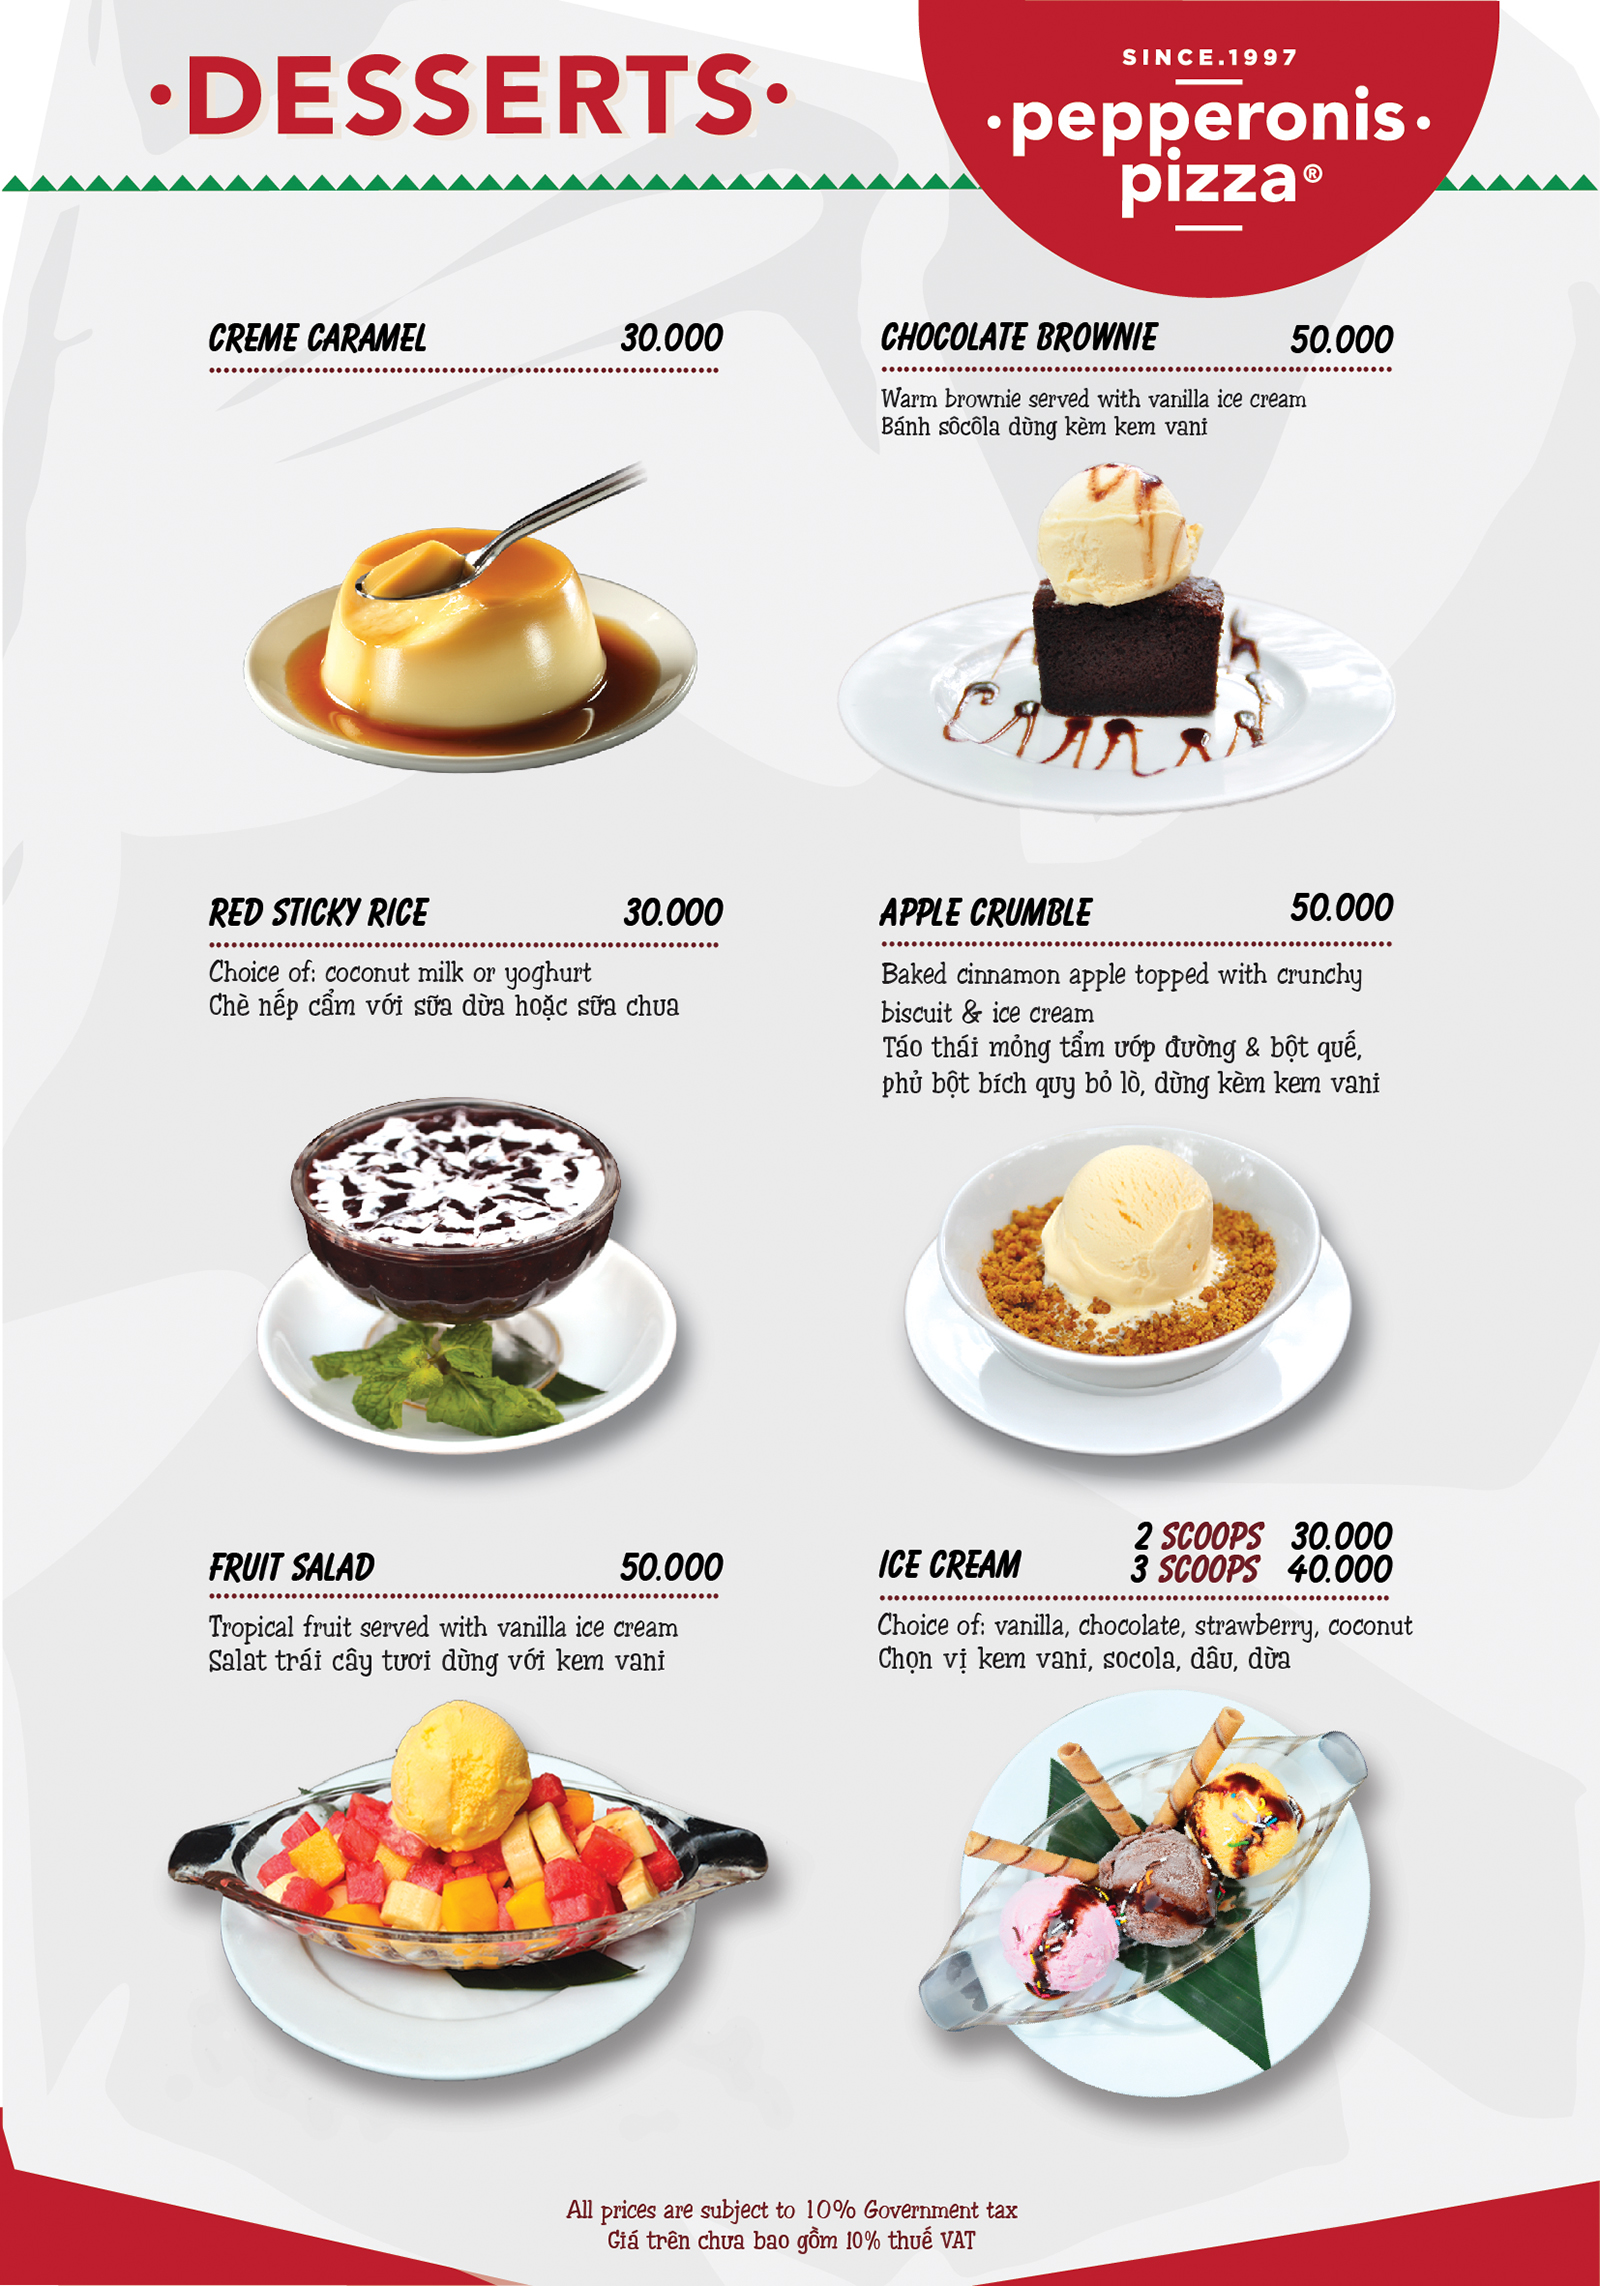 •DESSERTS•
SINCE.1997
•pepperonis•
pizza®
CREME CARAMEL 30.000
CHOCOLATE BROWNIE 50.000
Warm brownie served with vanilla ice cream
Bánh sôcôla dùng kèm kem vani
RED STICKY RICE 30.000
Choice of: coconut milk or yoghurt
Chè nếp cẩm với sữa dừa hoặc sữa chua
APPLE CRUMBLE 50.000
Baked cinnamon apple topped with crunchy
biscuit & ice cream
Táo thái mỏng tẩm ướp đường & bột quế,
phủ bột bích quy bỏ lò, dùng kèm kem vani
FRUIT SALAD 50.000
Tropical fruit served with vanilla ice cream
Salat trái cây tươi dùng với kem vani
2 SCOOPS 30.000
ICE CREAM 3 SCOOPS 40.000
Choice of: vanilla, chocolate, strawberry, coconut
Chọn vị kem vani, socola, dâu, dừa
All prices are subject to 10% Government tax
Giá trên chưa bao gồm 10% thuế VAT